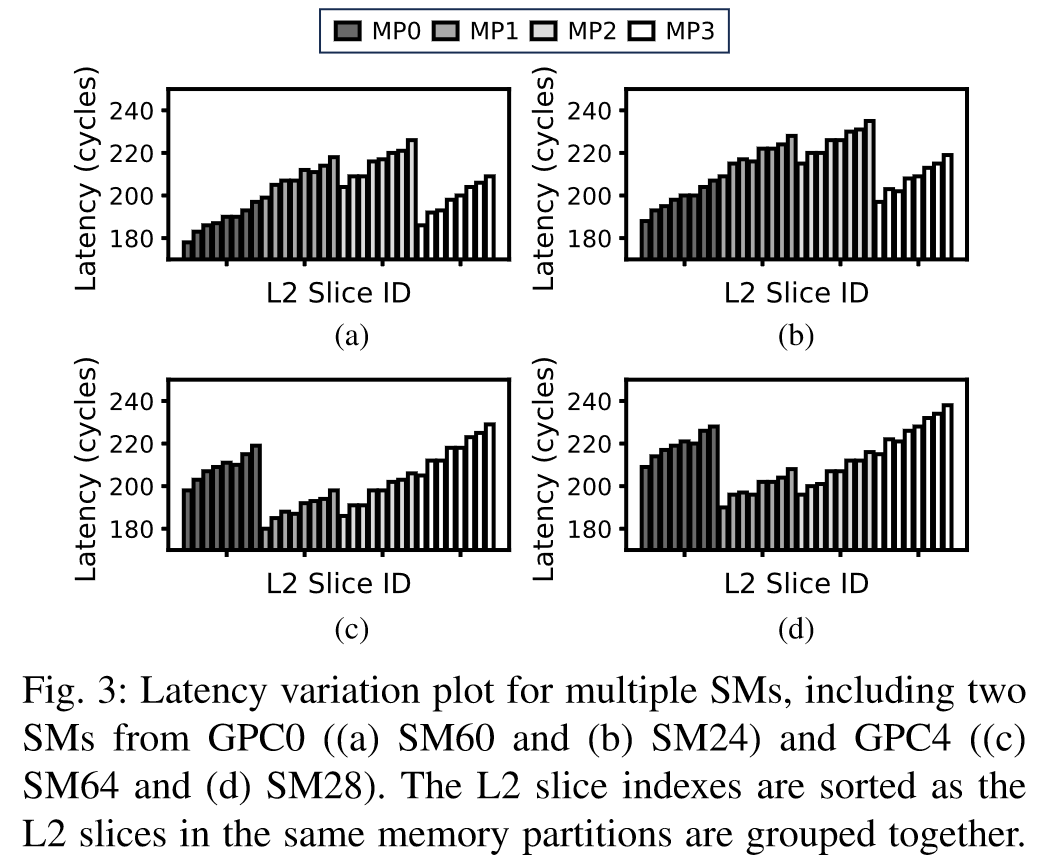 MP0 MP1 MP2 MP3
Latency (cycles)
240
220
200
180
L2 Slice ID
(a)
Latency (cycles)
240
220
200
180
L2 Slice ID
(b)
Latency (cycles)
240
220
200
180
L2 Slice ID
(c)
Latency (cycles)
240
220
200
180
L2 Slice ID
(d)
Fig. 3: Latency variation plot for multiple SMs, including two
SMs from GPC0 ((a) SM60 and (b) SM24) and GPC4 ((c)
SM64 and (d) SM28). The L2 slice indexes are sorted as the
L2 slices in the same memory partitions are grouped together.